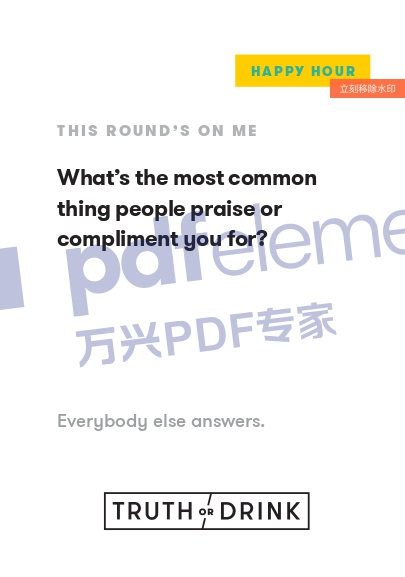 HAPPY HOUR
立刻移除水印
THIS ROUND’S ON ME
What’s the most common
thing people praise or
compliment you for?
pdfeleme
万兴PDF专家
Everybody else answers.
TRUTH OR DRINK